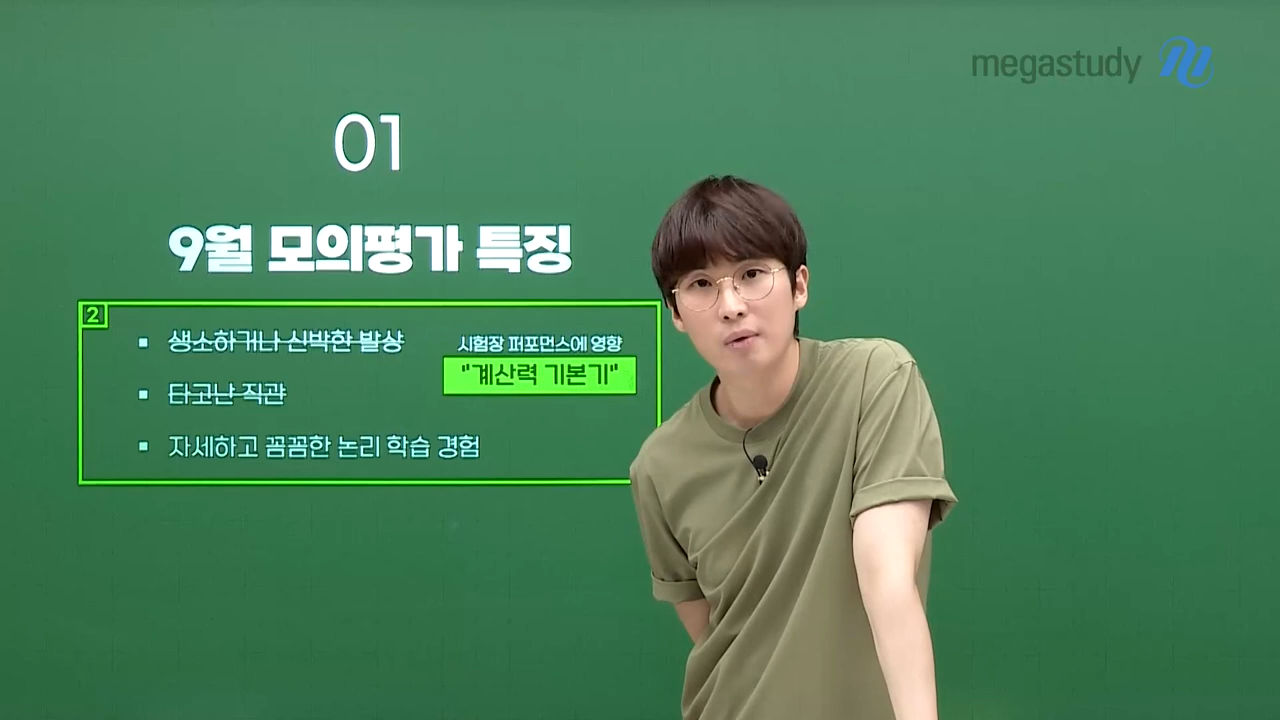 megastudy
01
9월 모의평가 특징
2
생소하거나 신박한 발상
타고난 직관
자세하고 꼼꼼한 논리 학습 경험
시험장 퍼포먼스에 영향
"계산력 기본기"